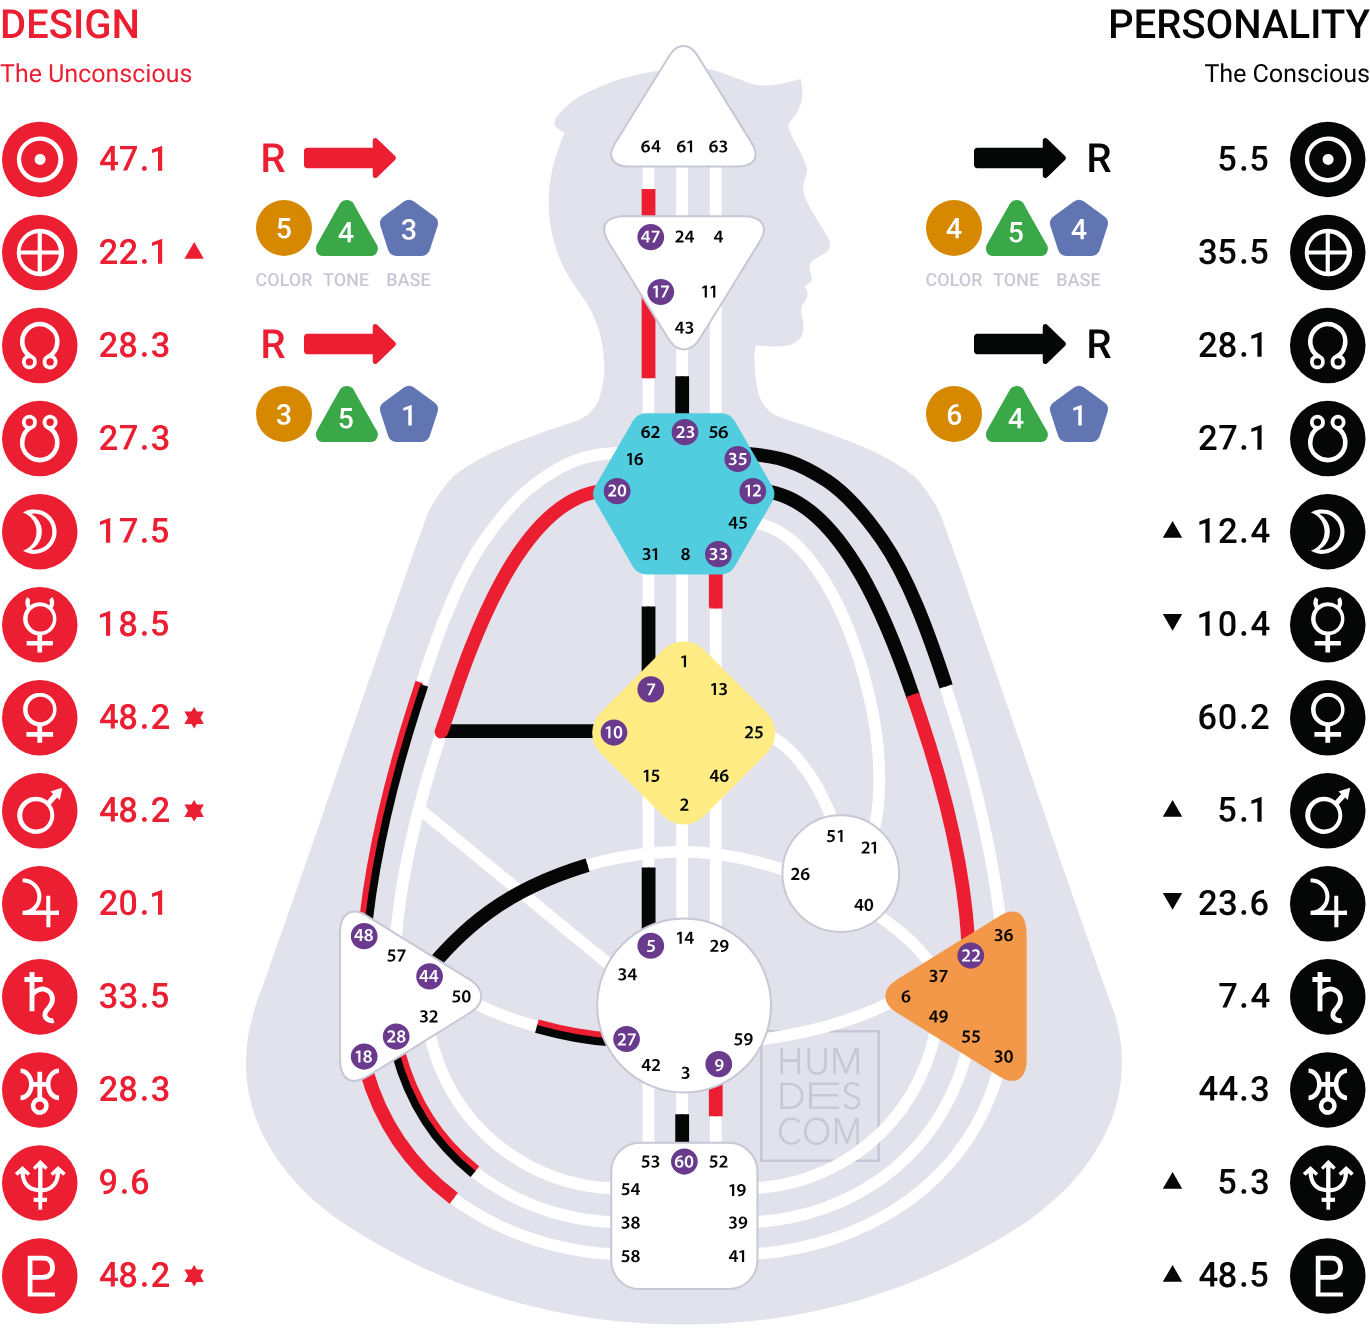 DESIGN
PERSONALITY
The Unconscious
The Conscious
47.1
R
R
5.5
64 61 63
22.1
5 4 3
COLOR TONE BASE
47 24 4
4 5 4
COLOR TONE BASE
35.5
17 11
43
28.3
R
R
28.1
27.3
3 5 1
62 23 56
6 4 1
27.1
16 35
20 12
45
31 8 33
17.5
12.4
18.5
10.4
1
7 13
10 25
15 46
2
48.2
60.2
48.2
5.1
51 21
26
40
20.1
23.6
48
57
44
50
32
28
18
5 14 29
34
27 59
42 3 9
36
22
37
6
49
55
30
33.5
7.4
28.3
44.3
HUM
DES
COM
53 60 52
54 19
38 39
58 41
9.6
5.3
48.2
48.5